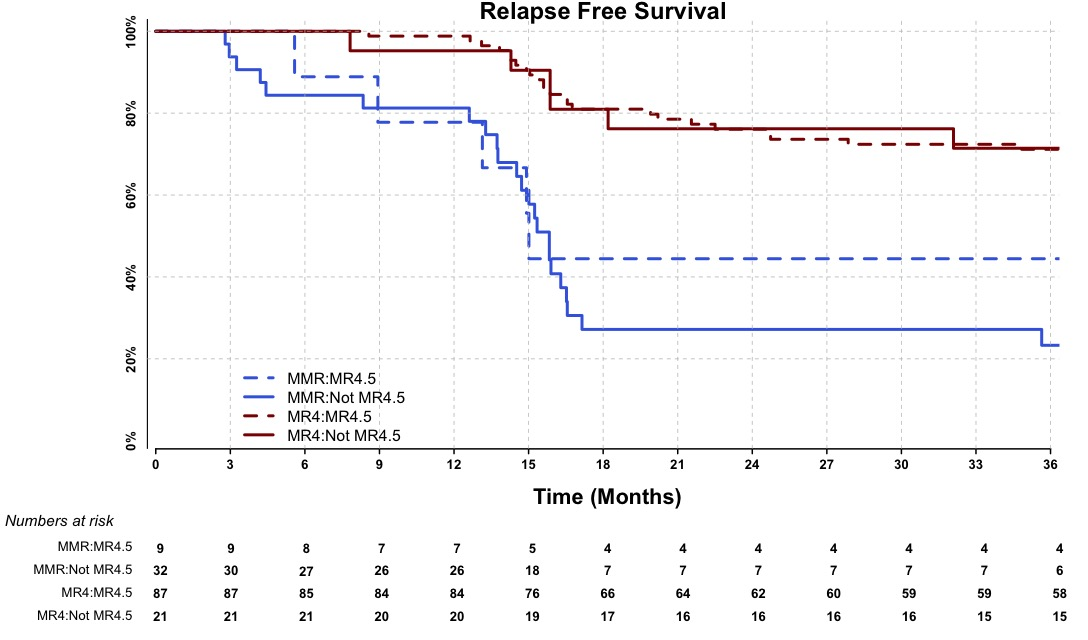 Relapse Free Survival
100%
80%
60%
40%
20%
0%
MMR:MR4.5
MMR:Not MR4.5
MR4:MR4.5
MR4:Not MR4.5
0 3 6 9 12 15 18 21 24 27 30 33 36
Time (Months)
Numbers at risk
MMR:MR4.5 9 9 8 7 7 5 4 4 4 4 4 4 4
MMR:Not MR4.5 32 30 27 26 26 18 7 7 7 7 7 7 6
MR4:MR4.5 87 87 85 84 84 76 66 64 62 60 59 59 58
MR4:Not MR4.5 21 21 21 20 20 19 17 16 16 16 16 15 15